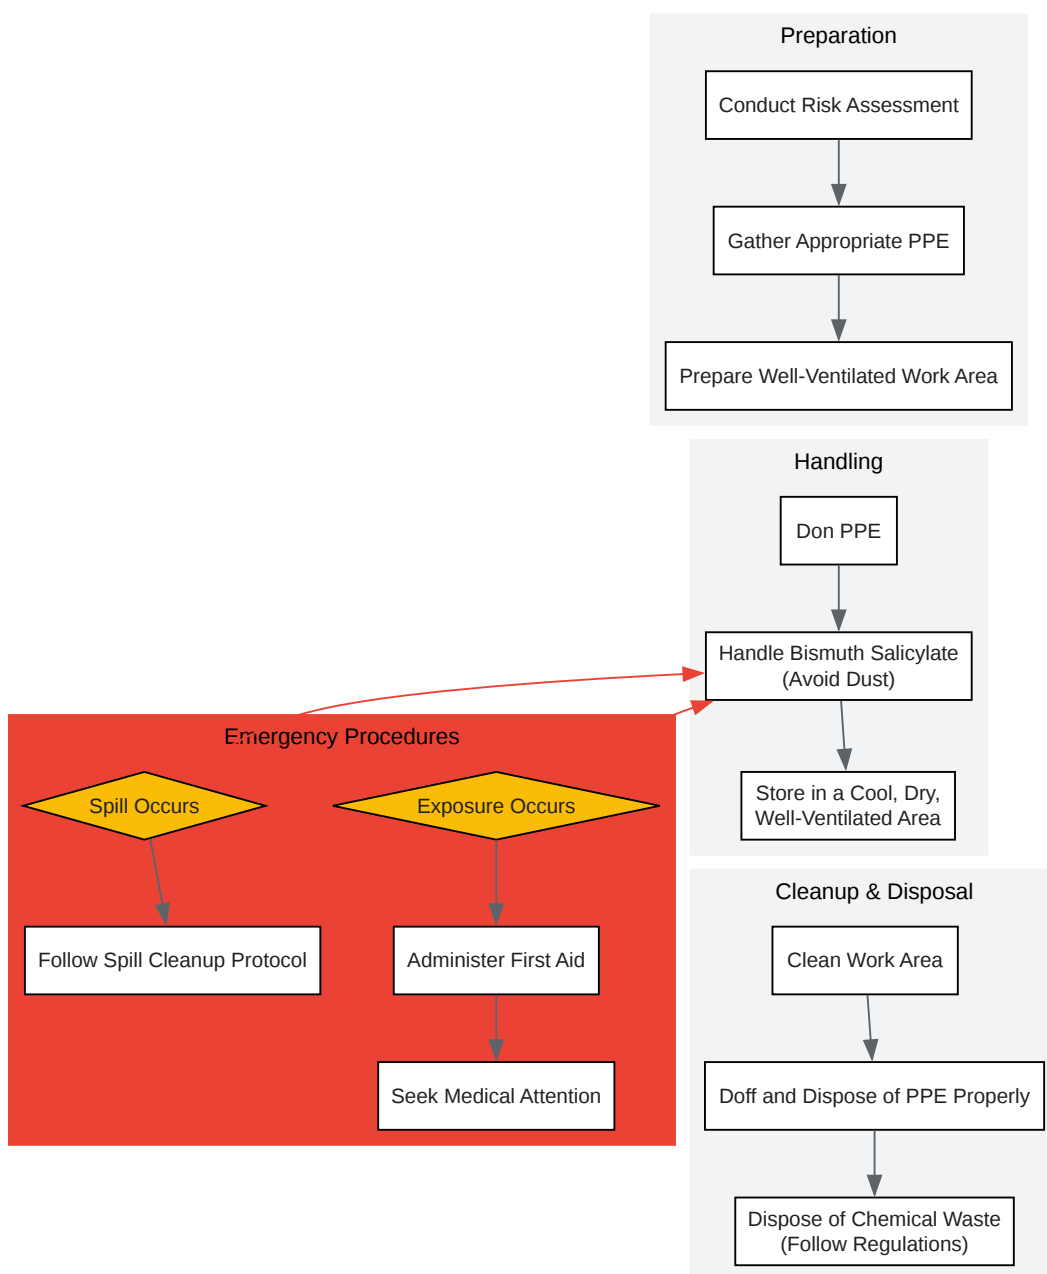 Preparation
Conduct Risk Assessment
Gather Appropriate PPE
Prepare Well-Ventilated Work Area
Handling
Don PPE
Handle Bismuth Salicylate
(Avoid Dust)
Store in a Cool, Dry,
Well-Ventilated Area
Emergency Procedures
Spill Occurs
Exposure Occurs
Follow Spill Cleanup Protocol
Administer First Aid
Seek Medical Attention
Cleanup & Disposal
Clean Work Area
Doff and Dispose of PPE Properly
Dispose of Chemical Waste
(Follow Regulations)